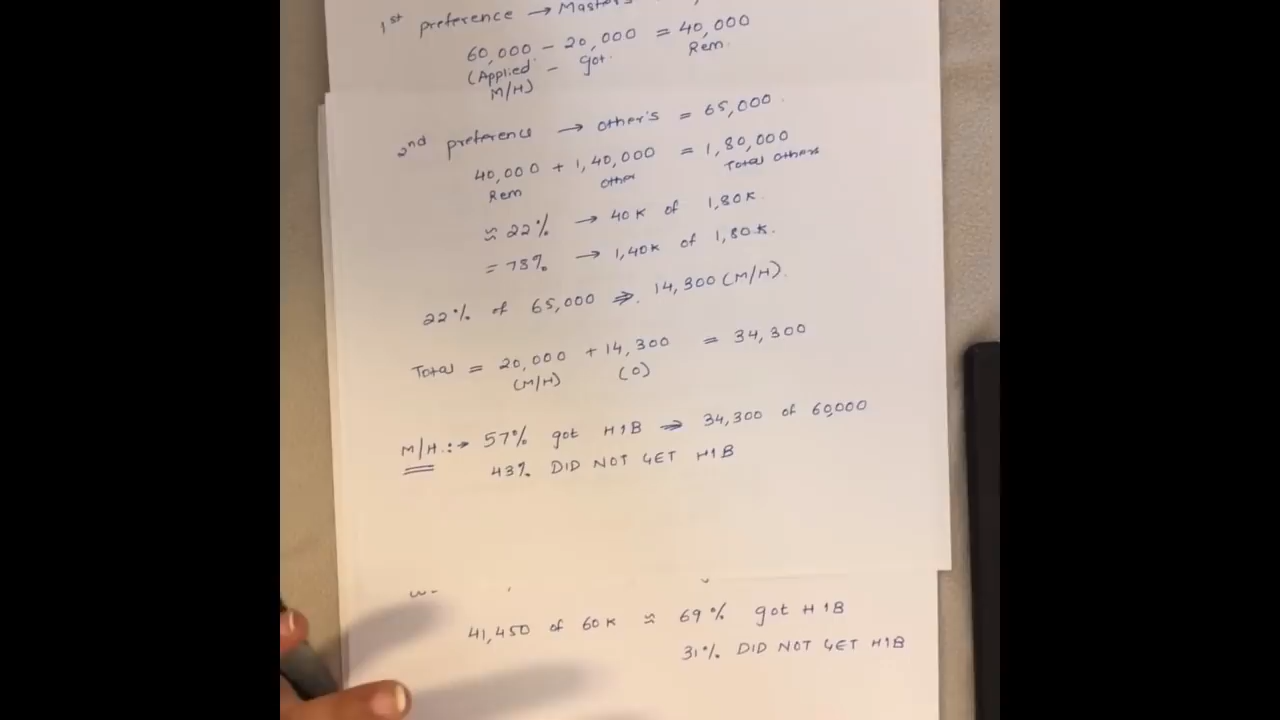 1st preference → Master's
60,000 – 20,000 = 40,000
(Applied – got. Rem.
M/H)
2nd preference → other's = 65,000.
40,000 + 1,40,000 = 1,80,000
Rem Other Total Others
≈ 22% → 40K of 1,80K.
= 78% → 1,40K of 1,80K.
22% of 65,000 ⇒ 14,300 (M/H).
Total = 20,000 + 14,300 = 34,300
(M/H) (O)
M/H :→ 57% got H1B ⇒ 34,300 of 60,000
43% DID NOT GET H1B
41,450 of 60K ≈ 69% got H1B
31% DID NOT GET H1B